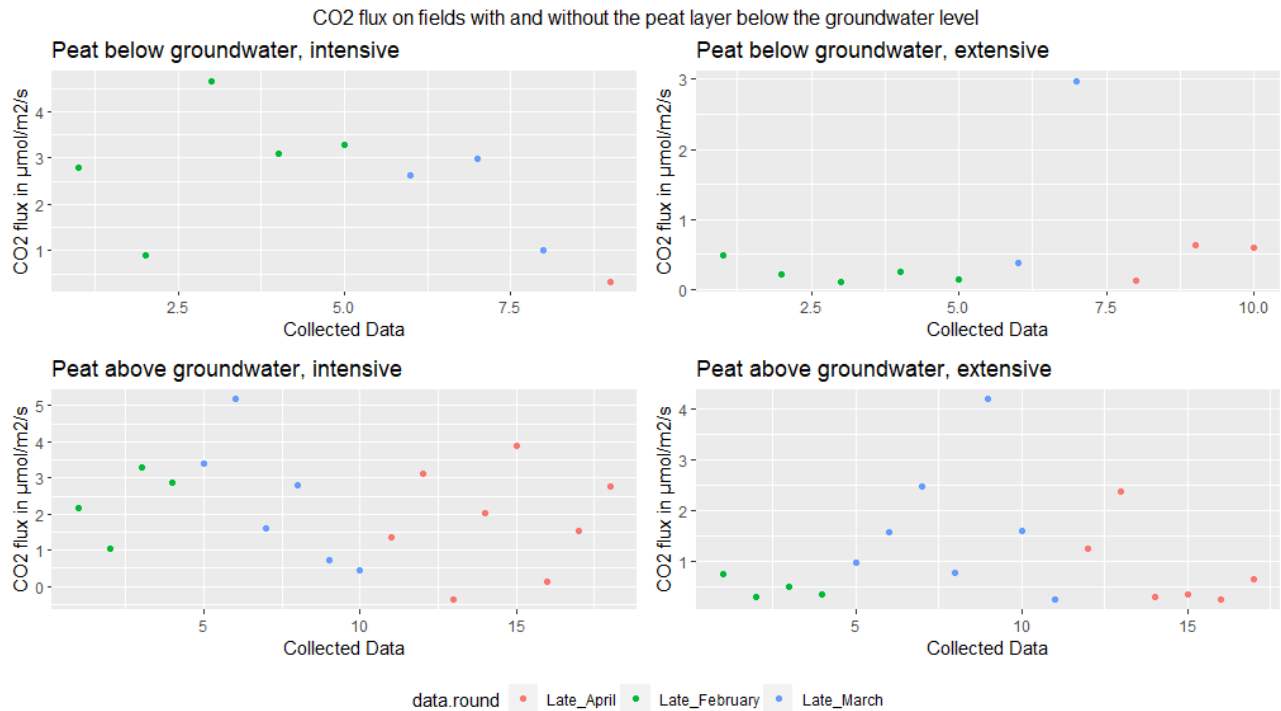 CO2 flux on fields with and without the peat layer below the groundwater level
Peat below groundwater, intensive
CO2 flux in µmol/m2/s
4
3
2
1
2.5 5.0 7.5
Collected Data
Peat below groundwater, extensive
CO2 flux in µmol/m2/s
3
2
1
0
2.5 5.0 7.5 10.0
Collected Data
Peat above groundwater, intensive
CO2 flux in µmol/m2/s
5
4
3
2
1
0
5 10 15
Collected Data
Peat above groundwater, extensive
CO2 flux in µmol/m2/s
4
3
2
1
5 10 15
Collected Data
data.round Late_April Late_February Late_March